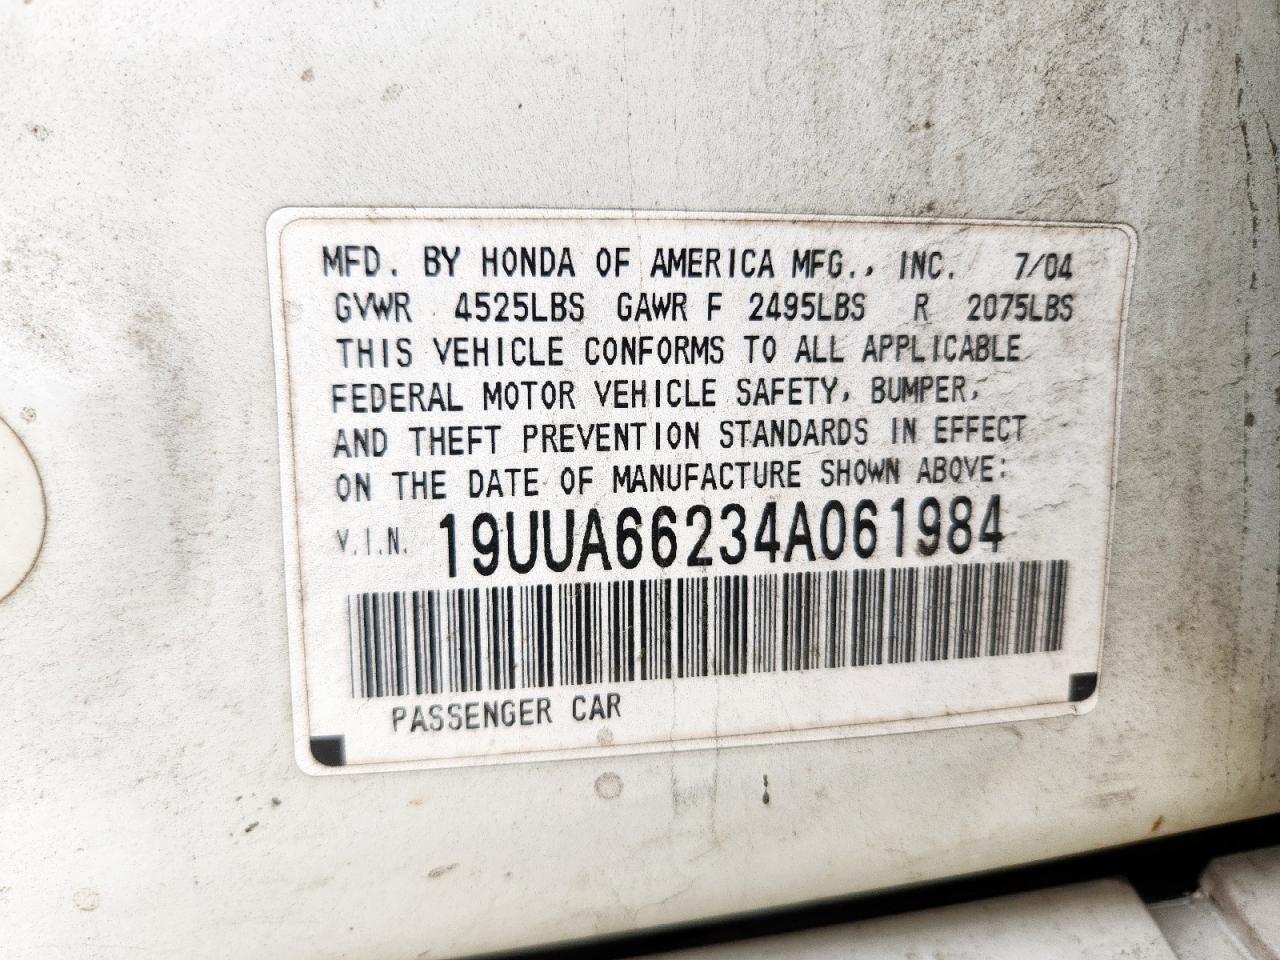 MFD. BY HONDA OF AMERICA MFG., INC. 7/04
GVWR 4525LBS GAWR F 2495LBS R 2075LBS
THIS VEHICLE CONFORMS TO ALL APPLICABLE
FEDERAL MOTOR VEHICLE SAFETY, BUMPER,
AND THEFT PREVENTION STANDARDS IN EFFECT
ON THE DATE OF MANUFACTURE SHOWN ABOVE:
V.I.N. 19UUA66234A061984
PASSENGER CAR